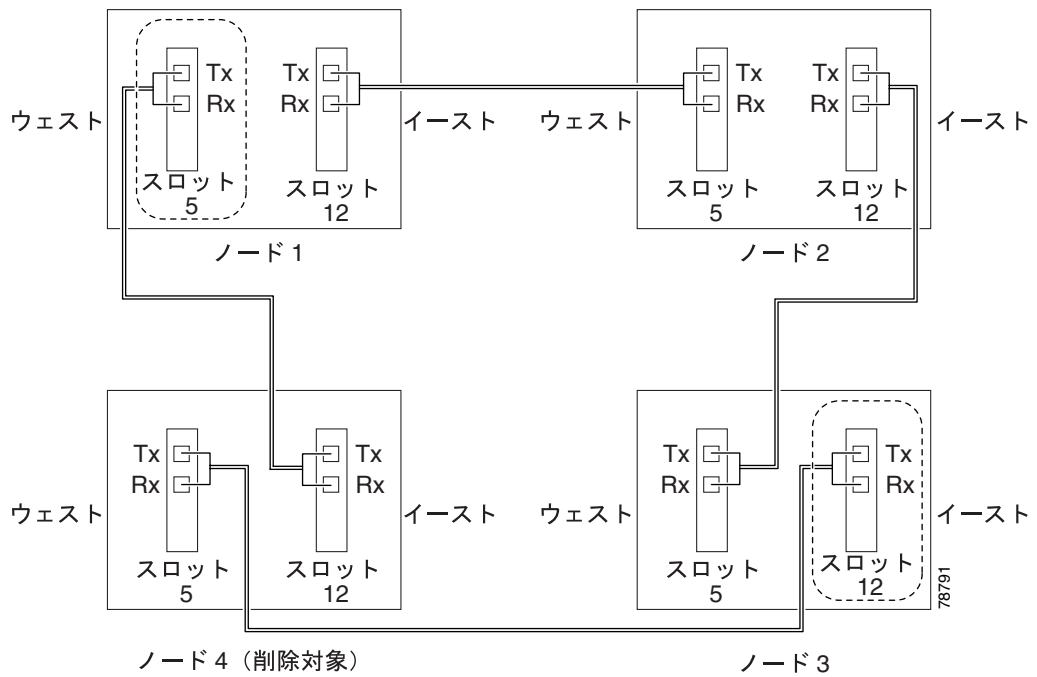 Tx
Rx
Tx
Rx
Tx
Rx
Tx
Rx
ウェスト
イースト
ウェスト
イースト
スロット
5
スロット
12
スロット
5
スロット
12
ノード 1
ノード 2
Tx
Rx
Tx
Rx
Tx
Rx
Tx
Rx
ウェスト
イースト
ウェスト
イースト
スロット
5
スロット
12
スロット
5
スロット
12
78791
ノード 4（削除対象）
ノード 3